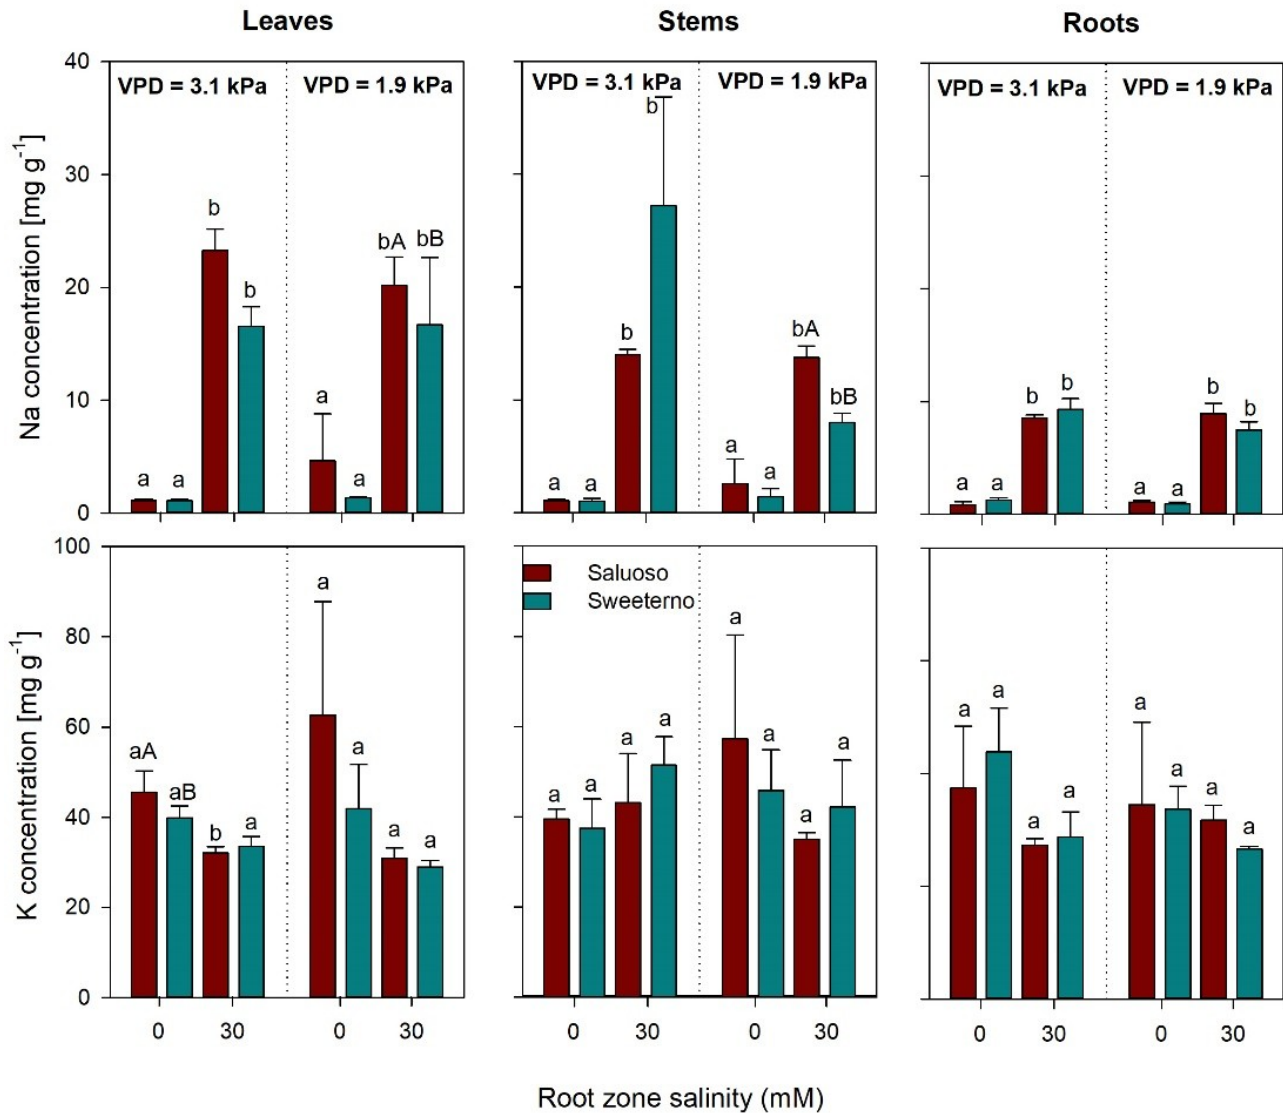 Leaves Stems Roots
Na concentration [mg g-1]
40
30
20
10
0
VPD = 3.1 kPa VPD = 1.9 kPa
a a b b a a bA bB
VPD = 3.1 kPa VPD = 1.9 kPa
a a b b a a bA bB
VPD = 3.1 kPa VPD = 1.9 kPa
a a b b a a b b
K concentration [mg g-1]
100
80
60
40
20
0
aA aB b a a a a a
Saluoso
Sweeterno
a a a a a a a a
a a a a a a a a
0 30 0 30 0 30 0 30 0 30 0 30
Root zone salinity (mM)